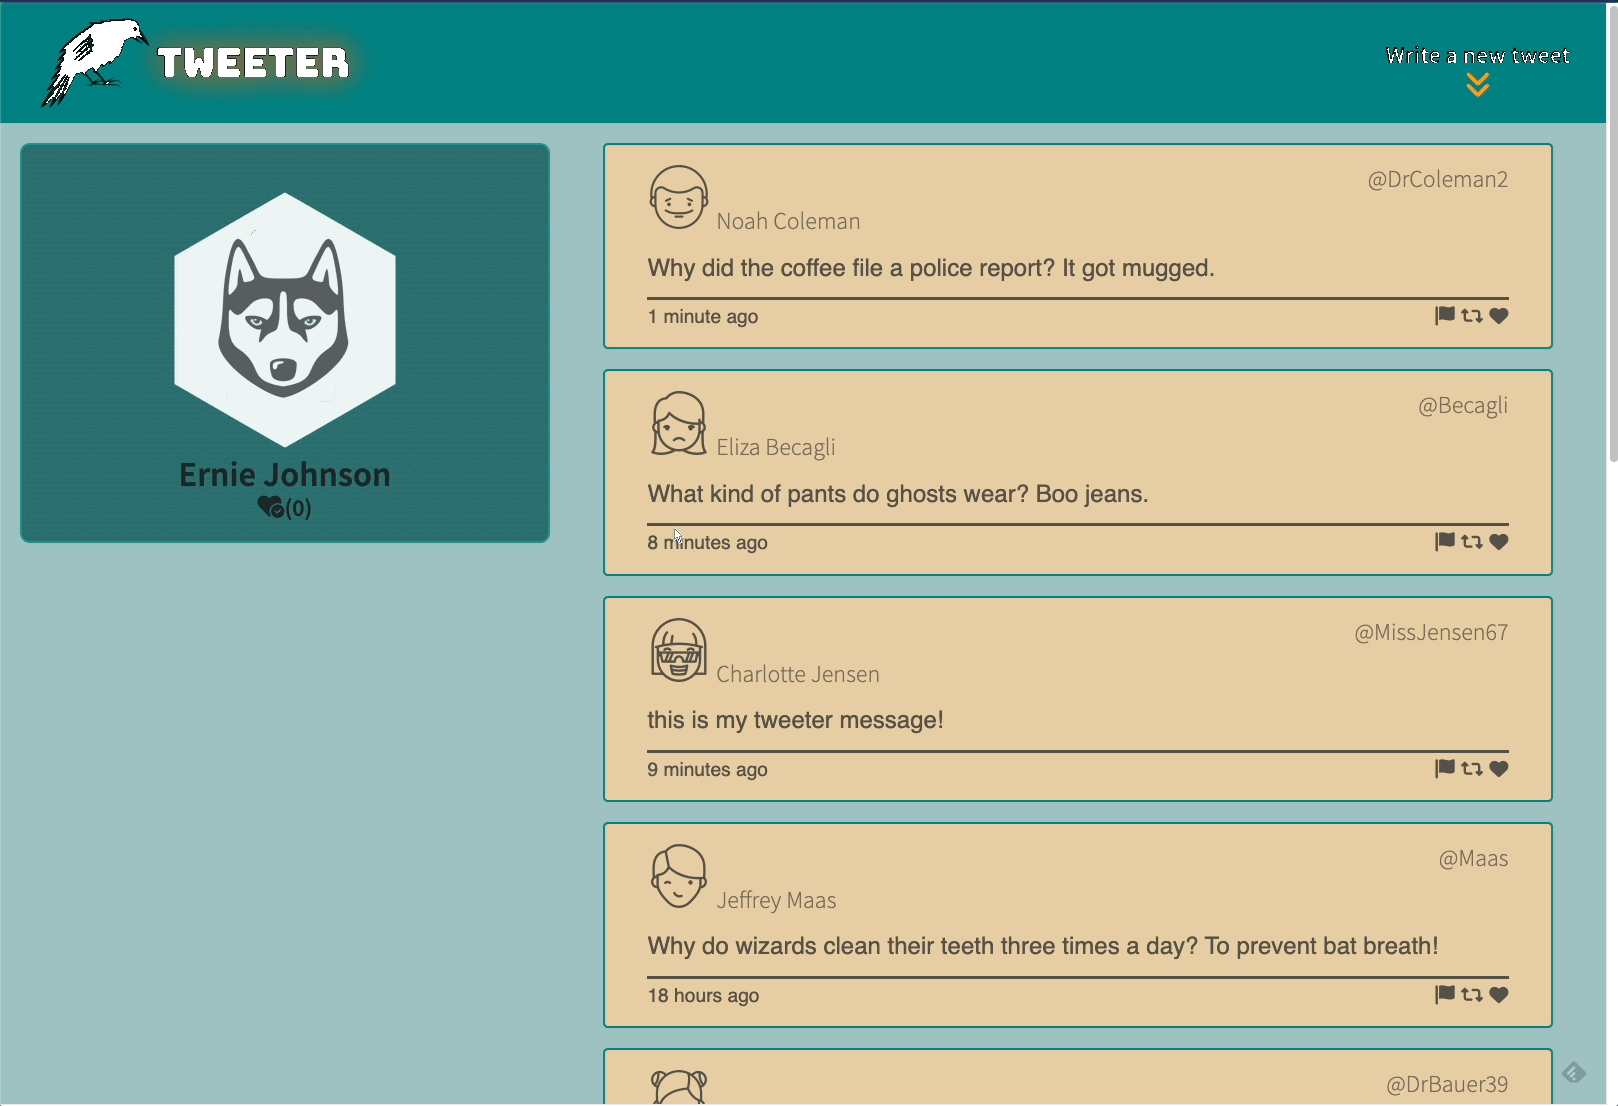 TWEETER
Write a new tweet
Ernie Johnson
(0)
@DrColeman2
Noah Coleman
Why did the coffee file a police report? It got mugged.
1 minute ago
@Becagli
Eliza Becagli
What kind of pants do ghosts wear? Boo jeans.
8 minutes ago
@MissJensen67
Charlotte Jensen
this is my tweeter message!
9 minutes ago
@Maas
Jeffrey Maas
Why do wizards clean their teeth three times a day? To prevent bat breath!
18 hours ago
@DrBauer39